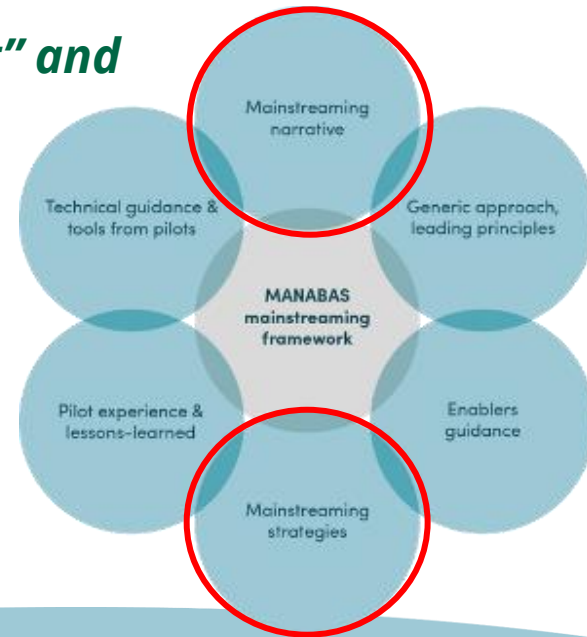 ” and
Mainstreaming
narrative
Technical guidance &
tools from pilots
Generic approach,
leading principles
MANABAS
mainstreaming
framework
Pilot experience &
lessons-learned
Enablers
guidance
Mainstreaming
strategies